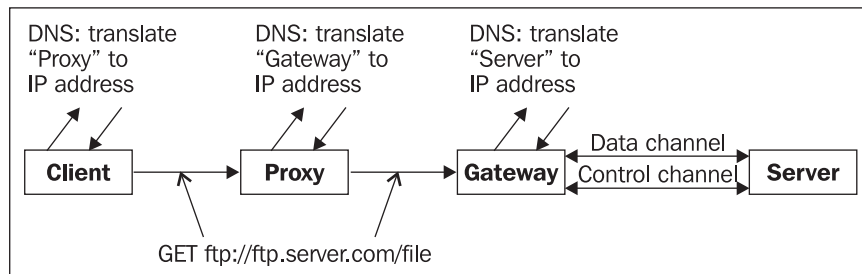 DNS: translate
“Proxy” to
IP address
DNS: translate
“Gateway” to
IP address
DNS: translate
“Server” to
IP address
Client
Proxy
Gateway
Data channel
Control channel
Server
GET ftp://ftp.server.com/file